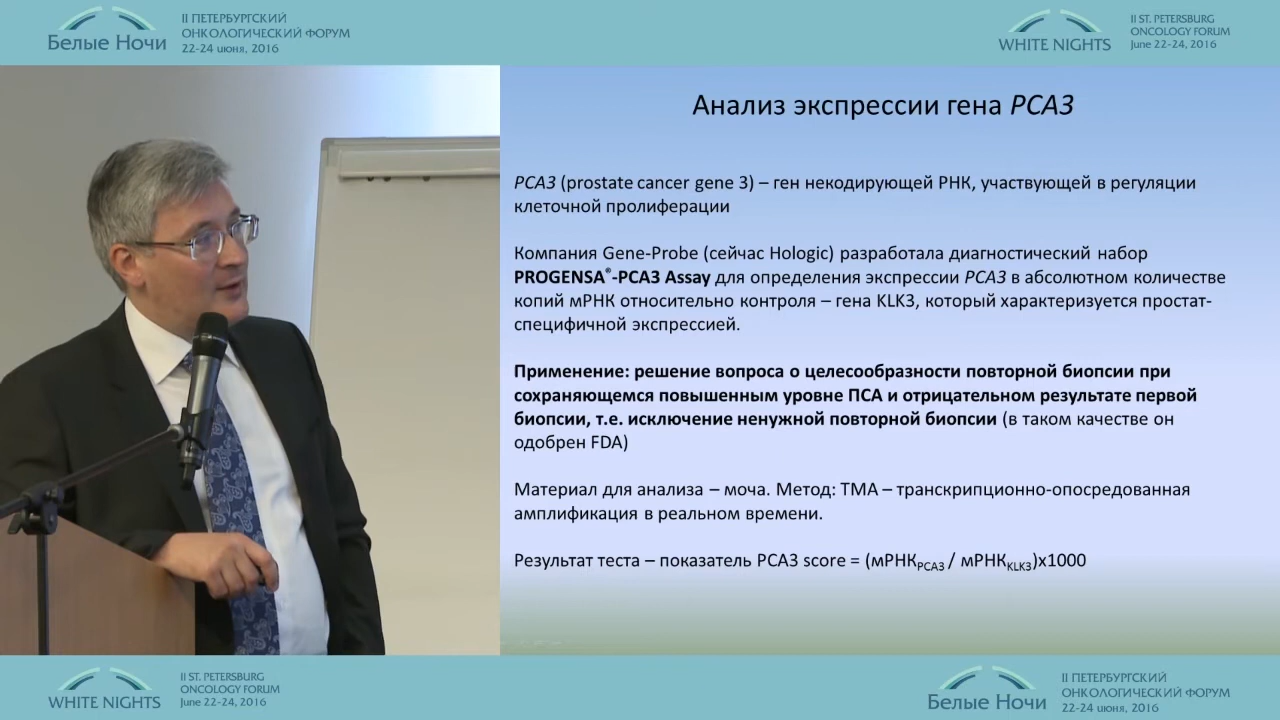 Белые Ночи
II ПЕТЕРБУРГСКИЙ
ОНКОЛОГИЧЕСКИЙ ФОРУМ
22-24 июня, 2016
WHITE NIGHTS
II ST. PETERSBURG
ONCOLOGY FORUM
June 22-24, 2016
Анализ экспрессии гена PCA3
PCA3 (prostate cancer gene 3) – ген некодирующей РНК, участвующей в регуляции
клеточной пролиферации
Компания Gene-Probe (сейчас Hologic) разработала диагностический набор
PROGENSA®-PCA3 Assay для определения экспрессии PCA3 в абсолютном количестве
копий мРНК относительно контроля – гена KLK3, который характеризуется простат-
специфичной экспрессией.
Применение: решение вопроса о целесообразности повторной биопсии при
сохраняющемся повышенным уровне ПСА и отрицательном результате первой
биопсии, т.е. исключение ненужной повторной биопсии (в таком качестве он
одобрен FDA)
Материал для анализа – моча. Метод: TMA – транскрипционно-опосредованная
амплификация в реальном времени.
Результат теста – показатель PCA3 score = (мРНКPCA3 / мРНКKLK3)x1000
WHITE NIGHTS
II ST. PETERSBURG
ONCOLOGY FORUM
June 22-24, 2016
Белые Ночи
II ПЕТЕРБУРГСКИЙ
ОНКОЛОГИЧЕСКИЙ ФОРУМ
22-24 июня, 2016